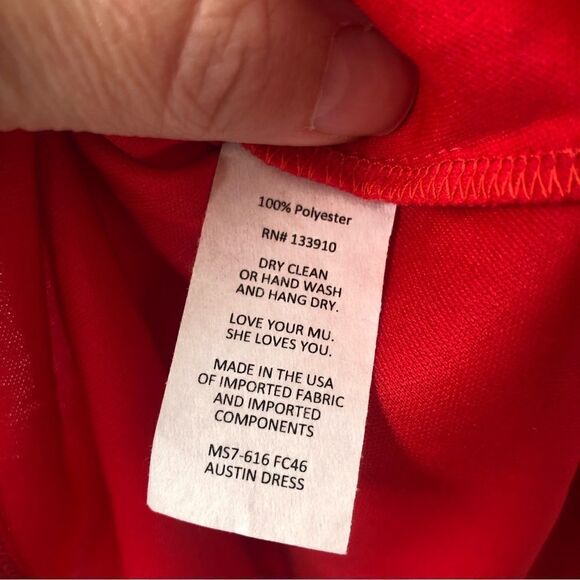 100% Polyester
RN# 133910
DRY CLEAN
OR HAND WASH
AND HANG DRY.
LOVE YOUR MU.
SHE LOVES YOU.
MADE IN THE USA
OF IMPORTED FABRIC
AND IMPORTED
COMPONENTS
MS7-616 FC46
AUSTIN DRESS